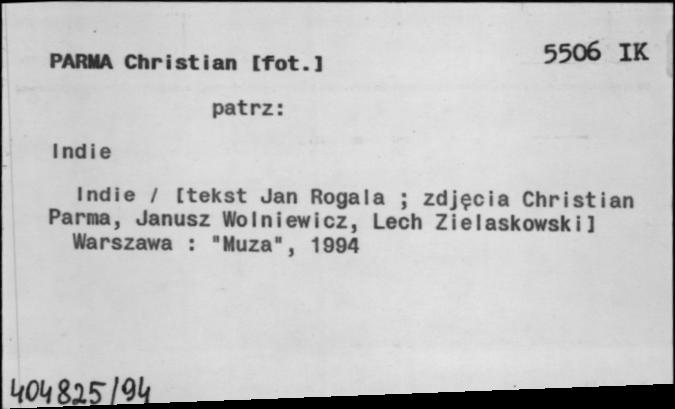 PARMA Christian [fot.]
5506 IK
patrz:
Indie
Indie / [tekst Jan Rogala ; zdjęcia Christian
Parma, Janusz Wolniewicz, Lech Zielaskowski]
Warszawa : "Muza", 1994
404825/94